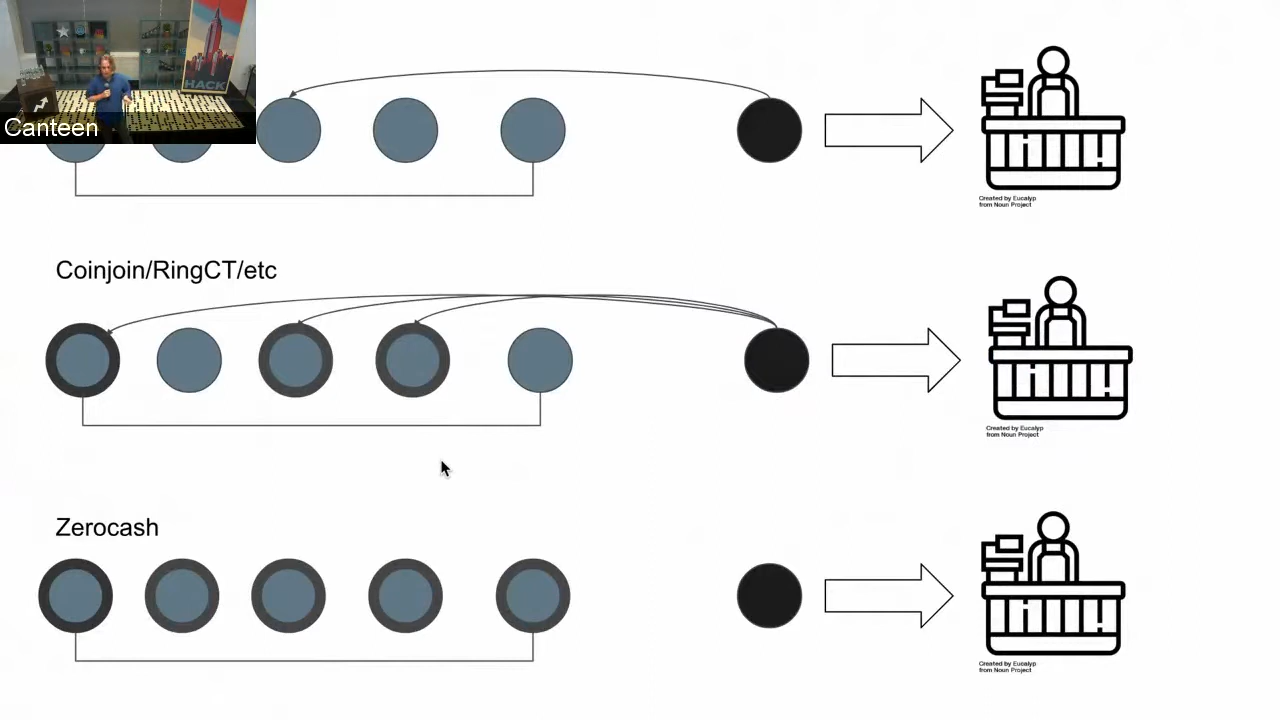 HACK
Canteen
Created by Eucalyp
from Noun Project
Coinjoin/RingCT/etc
Created by Eucalyp
from Noun Project
Zerocash
Created by Eucalyp
from Noun Project